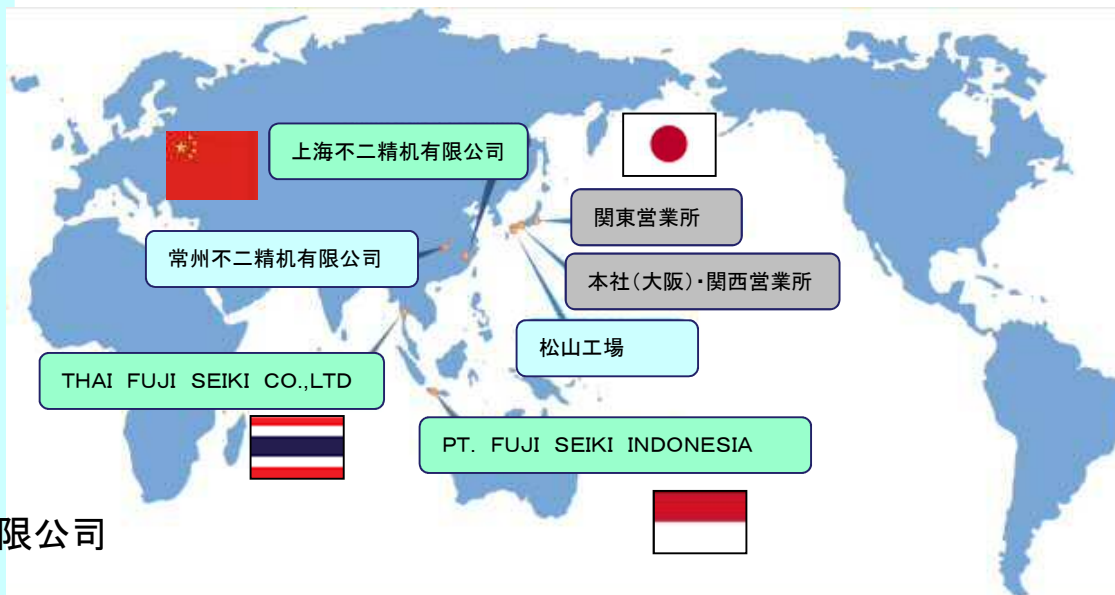 上海不二精机有限公司
関東営業所
常州不二精机有限公司
本社(大阪)・関西営業所
松山工場
THAI FUJI SEIKI CO.,LTD
PT. FUJI SEIKI INDONESIA
限公司